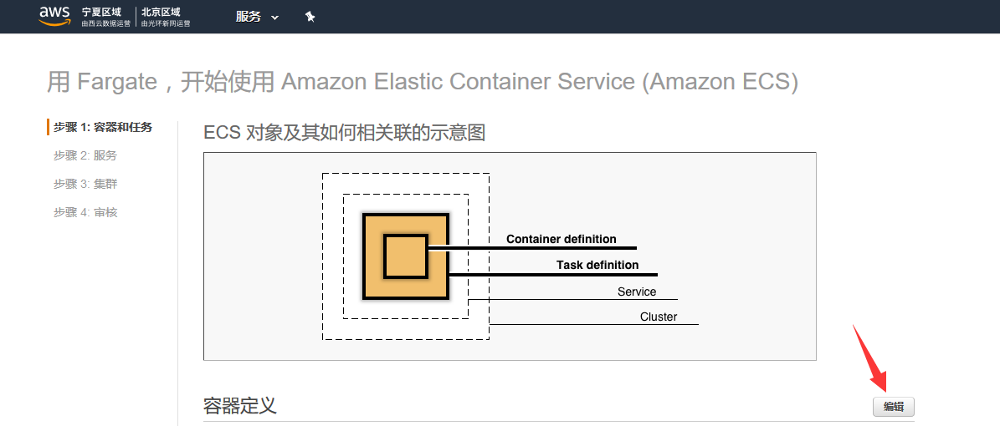 aws
宁夏区域
由西云数据运营
北京区域
由光环新网运营
服务
用 Fargate，开始使用 Amazon Elastic Container Service (Amazon ECS)
步骤 1: 容器和任务
步骤 2: 服务
步骤 3: 集群
步骤 4: 审核
ECS 对象及其如何相关联的示意图
Container definition
Task definition
Service
Cluster
容器定义
编辑